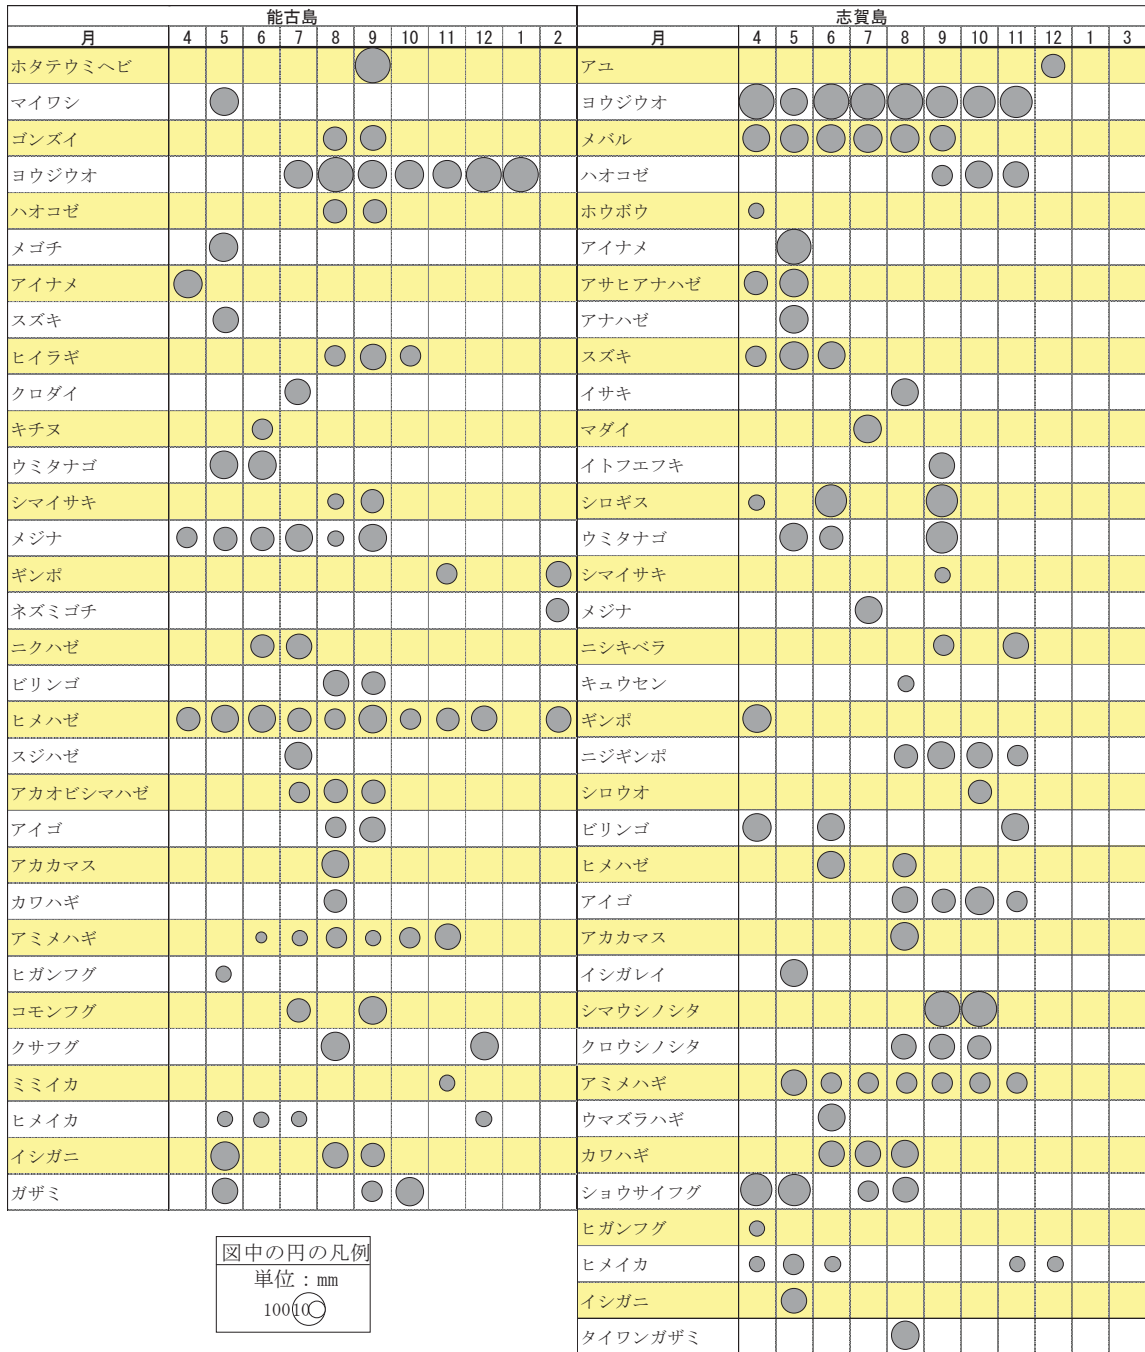 能古島
月 4 5 6 7 8 9 10 11 12 1 2
ホタテウミヘビ
マイワシ
ゴンズイ
ヨウジウオ
ハオコゼ
メゴチ
アイナメ
スズキ
ヒイラギ
クロダイ
キチヌ
ウミタナゴ
シマイサキ
メジナ
ギンポ
ネズミゴチ
ニクハゼ
ビリンゴ
ヒメハゼ
スジハゼ
アカオビシマハゼ
アイゴ
アカカマス
カワハギ
アミメハギ
ヒガンフグ
コモンフグ
クサフグ
ミミイカ
ヒメイカ
イシガニ
ガザミ
図中の円の凡例
単位：mm
100 10
志賀島
月 4 5 6 7 8 9 10 11 12 1 3
アユ
ヨウジウオ
メバル
ハオコゼ
ホウボウ
アイナメ
アサヒアナハゼ
アナハゼ
スズキ
イサキ
マダイ
イトフエフキ
シロギス
ウミタナゴ
シマイサキ
メジナ
ニシキベラ
キュウセン
ギンポ
ニジギンポ
シロウオ
ビリンゴ
ヒメハゼ
アイゴ
アカカマス
イシガレイ
シマウシノシタ
クロウシノシタ
アミメハギ
ウマズラハギ
カワハギ
ショウサイフグ
ヒガンフグ
ヒメイカ
イシガニ
タイワンガザミ